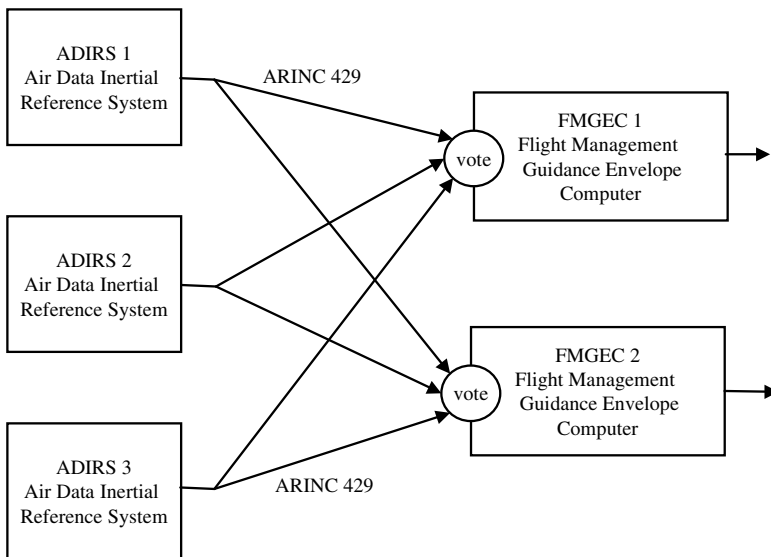 ADIRS 1
Air Data Inertial
Reference System
ARINC 429
vote
FMGEC 1
Flight Management
Guidance Envelope
Computer
ADIRS 2
Air Data Inertial
Reference System
vote
FMGEC 2
Flight Management
Guidance Envelope
Computer
ADIRS 3
Air Data Inertial
Reference System
ARINC 429